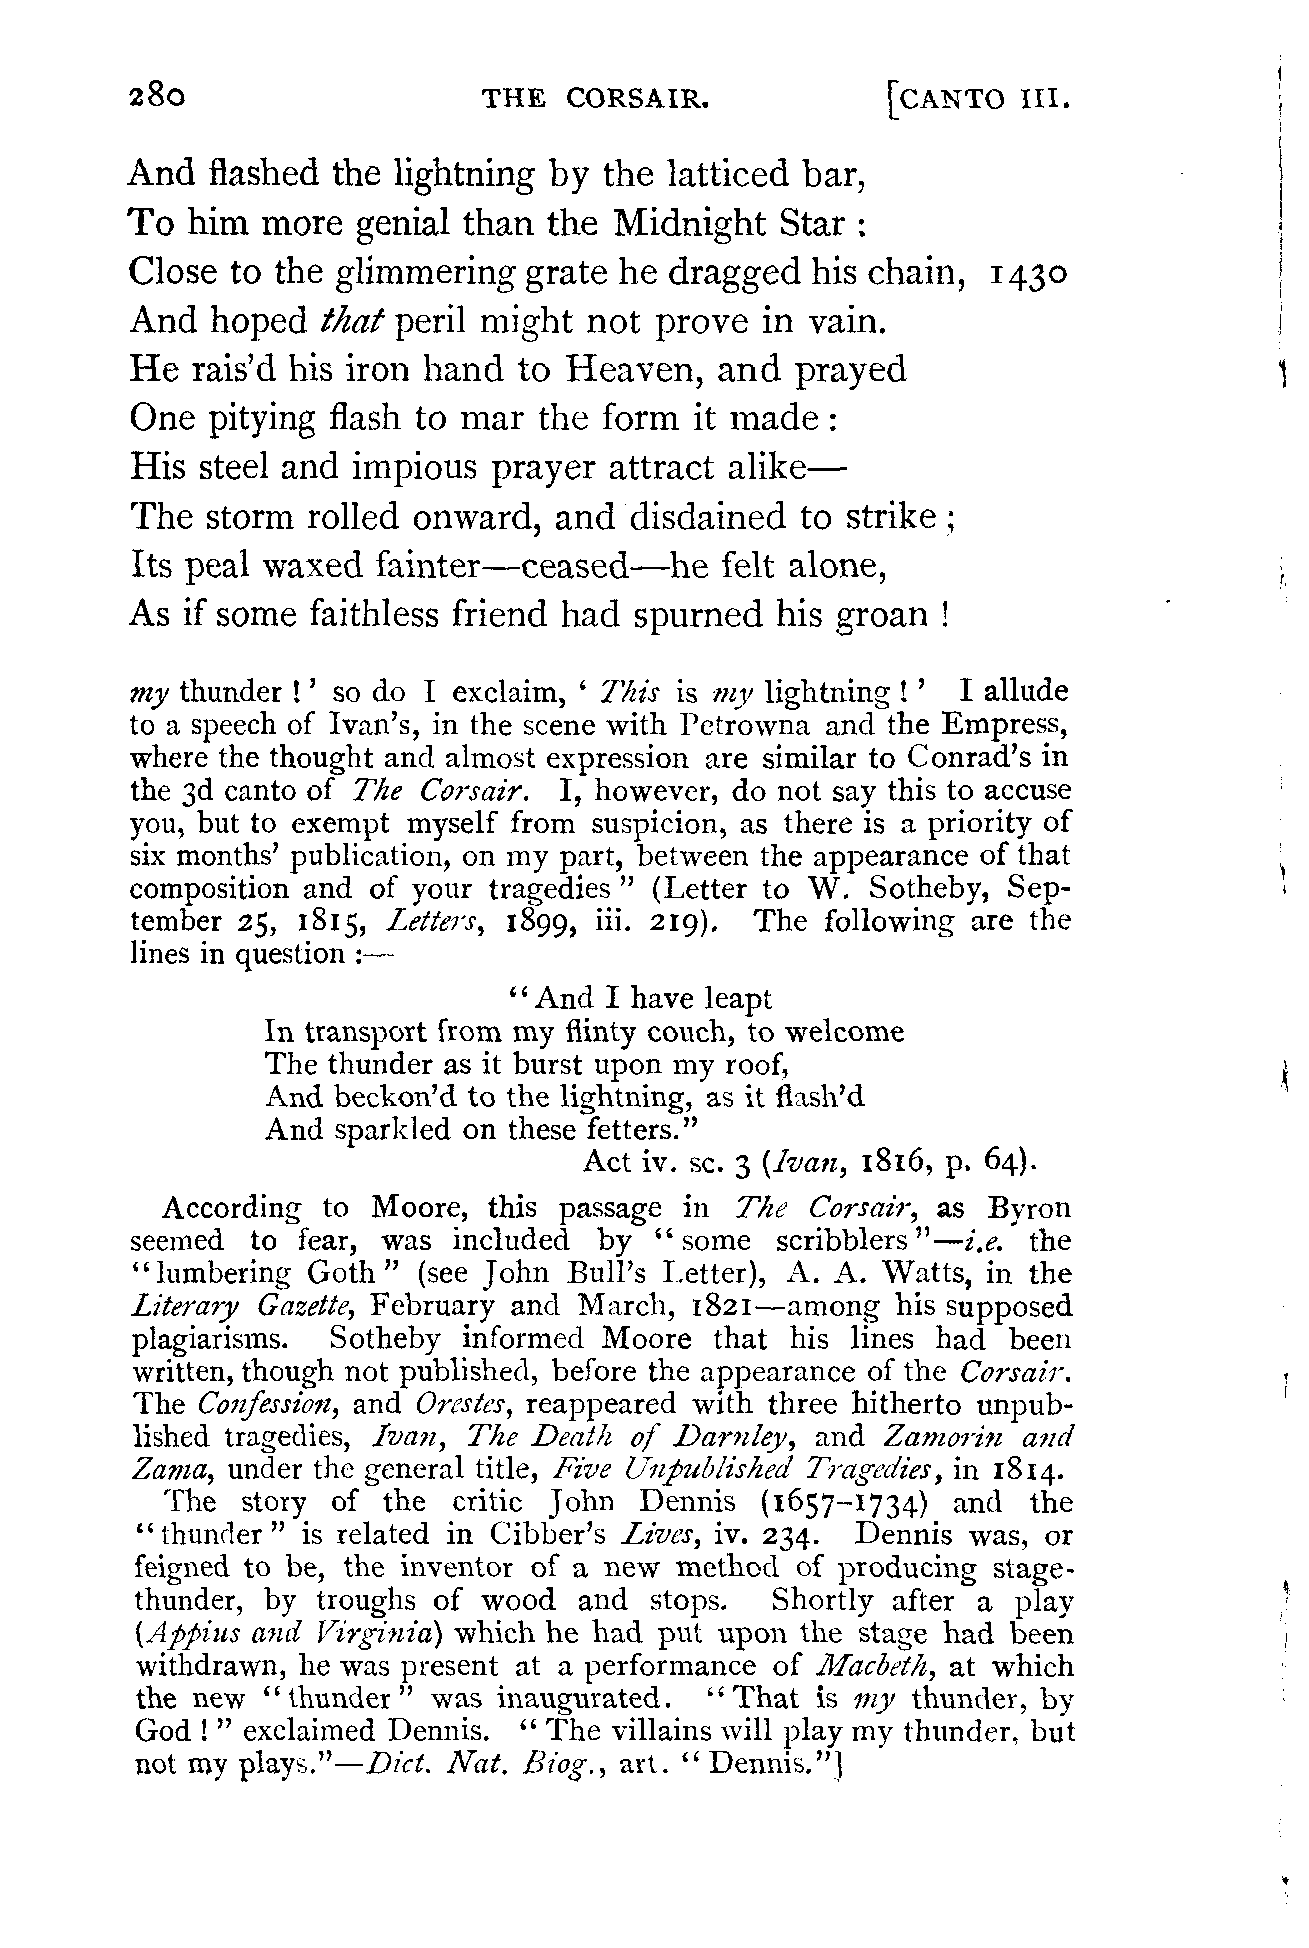 280 THE CORSAIR. [CANTO III.
And flashed the lightning by the latticed bar,
To him more genial than the Midnight Star :
Close to the glimmering grate he dragged his chain, 1430
And hoped that peril might not prove in vain.
He rais'd his iron hand to Heaven, and prayed
One pitying flash to mar the form it made :
His steel and impious prayer attract alike—
The storm rolled onward, and disdained to strike ;
Its peal waxed fainter—ceased—he felt alone,
As if some faithless friend had spurned his groan !
my thunder ! ' so do I exclaim, ' This is my lightning ! ' I allude
to a speech of Ivan's, in the scene with Petrowna and the Empress,
where the thought and almost expression are similar to Conrad's in
the 3d canto of The Corsair. I, however, do not say this to accuse
you, but to exempt myself from suspicion, as there is a priority of
six months' publication, on my part, between the appearance of that
composition and of your tragedies" (Letter to W. Sotheby, Sep-
tember 25, 1815, Letters, 1899, iii. 219). The following are the
lines in question :—
"And I have leapt
In transport from my flinty couch, to welcome
The thunder as it burst upon my roof,
And beckon'd to the lightning, as it flash'd
And sparkled on these fetters."
Act iv. sc. 3 (Ivan, 1816, p. 64).
According to Moore, this passage in The Corsair, as Byron
seemed to fear, was included by "some scribblers"—i.e. the
"lumbering Goth" (see John Bull's Letter), A. A. Watts, in the
Literary Gazette, February and March, 1821—among his supposed
plagiarisms. Sotheby informed Moore that his lines had been
written, though not published, before the appearance of the Corsair.
The Confession, and Orestes, reappeared with three hitherto unpub-
lished tragedies, Ivan, The Death of Darnley, and Zamorin and
Zama, under the general title, Five Unpublished Tragedies, in 1814.
The story of the critic John Dennis (1657-1734) and the
"thunder" is related in Cibber's Lives, iv. 234. Dennis was, or
feigned to be, the inventor of a new method of producing stage-
thunder, by troughs of wood and stops. Shortly after a play
(Appius and Virginia) which he had put upon the stage had been
withdrawn, he was present at a performance of Macbeth, at which
the new "thunder" was inaugurated. "That is my thunder, by
God ! " exclaimed Dennis. "The villains will play my thunder, but
not my plays."—Dict. Nat. Biog., art. "Dennis."]